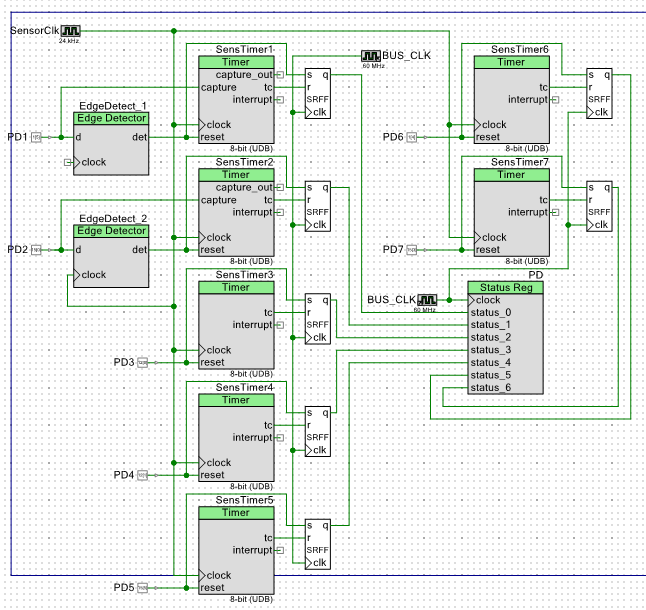 SensorClk
24 kHz
SensTimer1
Timer
capture_out
capture tc
interrupt
clock
reset
8-bit (UDB)
s q
r
SRFF
clk
BUS_CLK
60 MHz
SensTimer6
Timer
tc
interrupt
clock
reset
8-bit (UDB)
s q
r
SRFF
clk
EdgeDetect_1
Edge Detector
d det
clock
PD1
PD6
SensTimer2
Timer
capture_out
capture tc
interrupt
clock
reset
8-bit (UDB)
s q
r
SRFF
clk
SensTimer7
Timer
tc
interrupt
clock
reset
8-bit (UDB)
s q
r
SRFF
clk
EdgeDetect_2
Edge Detector
d det
clock
PD2
PD7
SensTimer3
Timer
tc
interrupt
clock
reset
8-bit (UDB)
s q
r
SRFF
clk
PD3
BUS_CLK
60 MHz
PD
Status Reg
clock
status_0
status_1
status_2
status_3
status_4
status_5
status_6
SensTimer4
Timer
tc
interrupt
clock
reset
8-bit (UDB)
s q
r
SRFF
clk
PD4
SensTimer5
Timer
tc
interrupt
clock
reset
8-bit (UDB)
s q
r
SRFF
clk
PD5